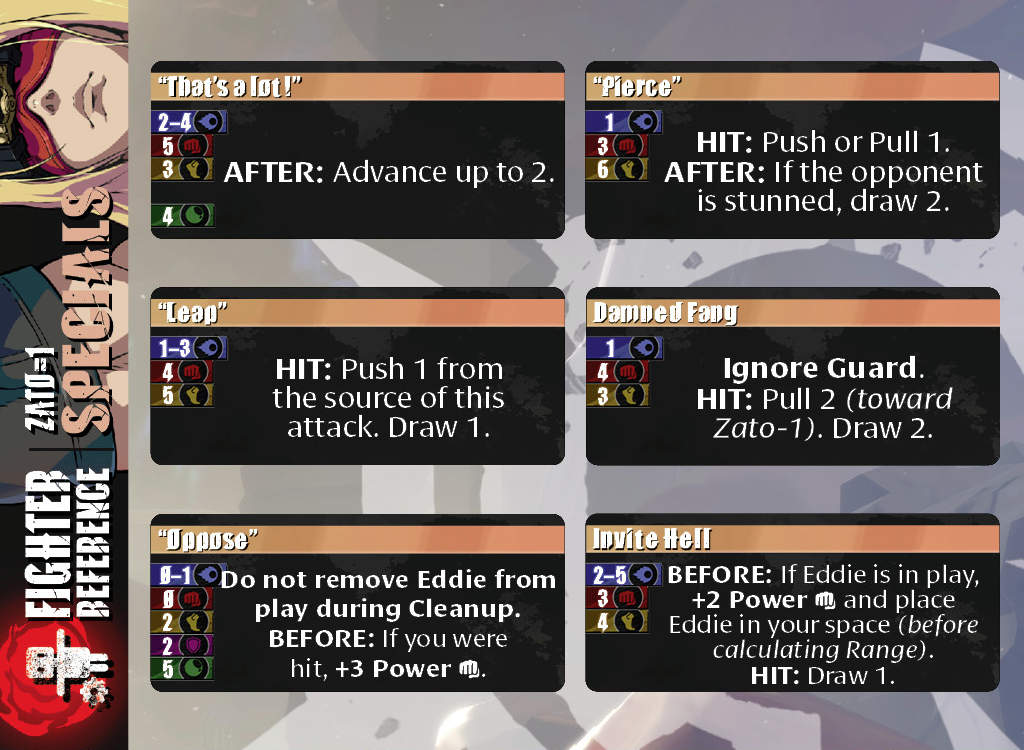 FIGHTER | ZATO=1
REFERENCE | SPECIALS
“That's a lot!”
2–4
5
3
4
AFTER: Advance up to 2.
“Pierce”
1
3
6
HIT: Push or Pull 1.
AFTER: If the opponent
is stunned, draw 2.
“Leap”
1–3
4
5
HIT: Push 1 from
the source of this
attack. Draw 1.
Damned Fang
1
4
3
Ignore Guard.
HIT: Pull 2 (toward
Zato-1). Draw 2.
“Oppose”
0–1
0
2
2
5
Do not remove Eddie from
play during Cleanup.
BEFORE: If you were
hit, +3 Power.
Invite Hell
2–5
3
4
BEFORE: If Eddie is in play,
+2 Power and place
Eddie in your space (before
calculating Range).
HIT: Draw 1.